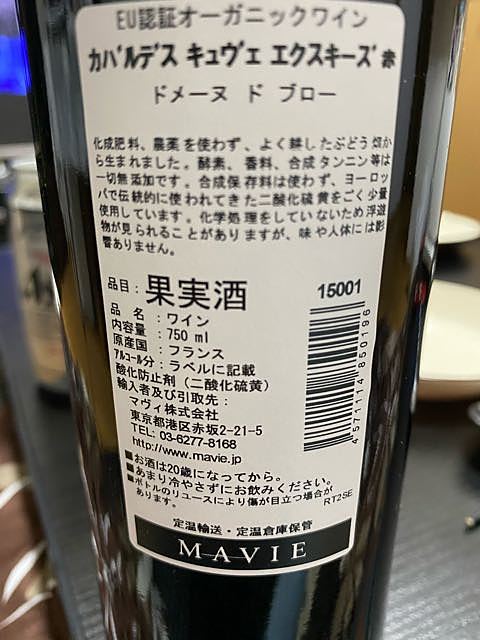 EU認証オーガニックワイン
カバルデス キュヴェ エクスキーズ 赤
ドメーヌ ド ブロー
化成肥料、農薬を使わず、よく耕したぶどう畑か
ら生まれました。酵素、香料、合成タンニン等は
一切無添加です。合成保存料は使わず、ヨーロッ
パで伝統的に使われてきた二酸化硫黄をごく少量
使用しています。化学処理をしていないため浮遊
物が見られることがありますが、味や人体には影
響ありません。
品目: 果実酒
15001
品 名 : ワイン
内容量 : 750 ml
原産国 : フランス
アルコール分 : ラベルに記載
酸化防止剤（二酸化硫黄）
輸入者及び引取先 :
マヴィ株式会社
東京都港区赤坂2-21-5
TEL: 03-6277-8168
http://www.mavie.jp
4571114850196
■お酒は20歳になってから。
■あまり冷やさずにお飲みください。
■ボトルのリユースにより傷が目立つ場合が
あります。
RT2SE
定温輸送・定温倉庫保管
MAVIE